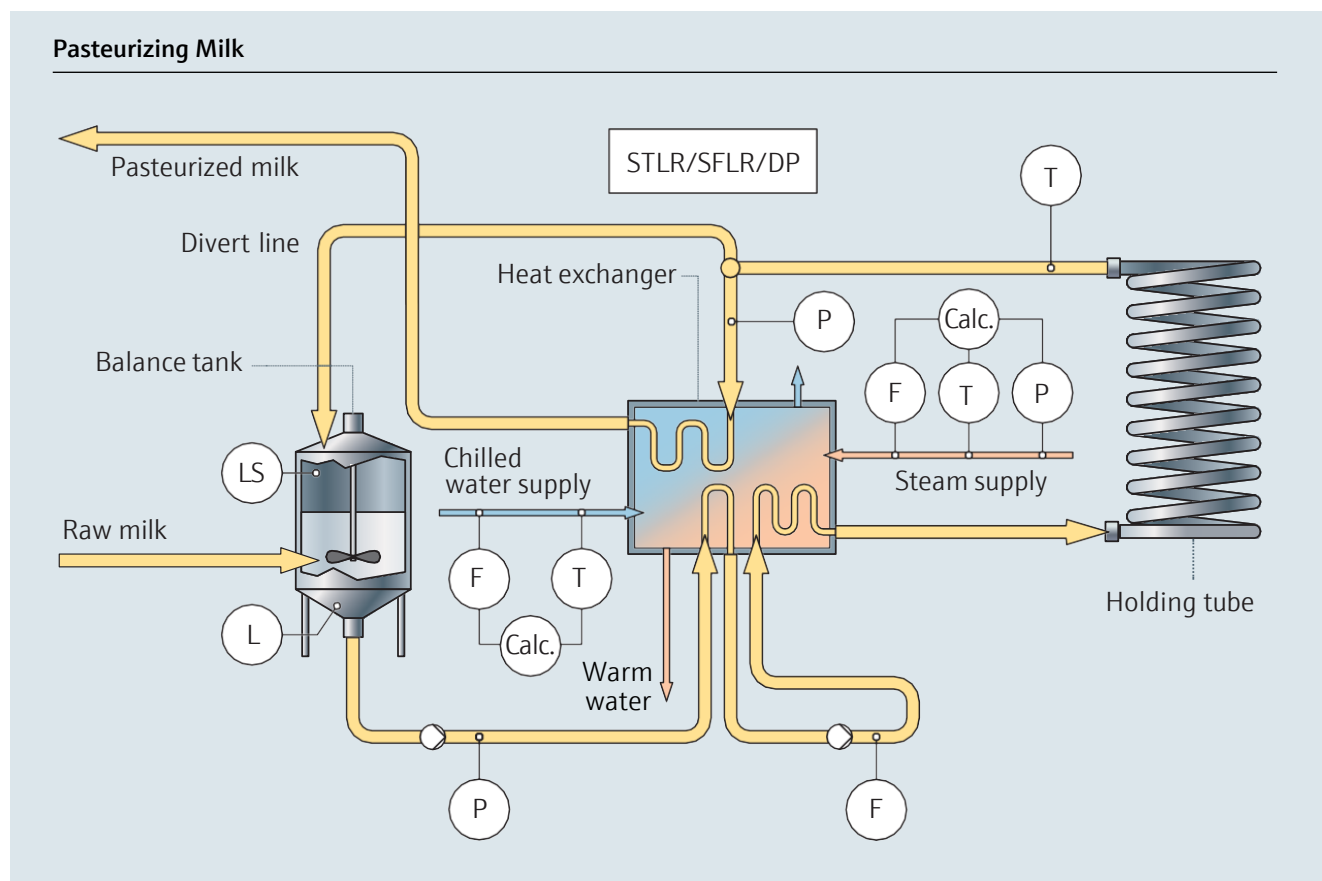 Pasteurizing Milk
STLR/SFLR/DP
Pasteurized milk
T
Divert line
Heat exchanger
P
Calc.
Balance tank
F
T
P
LS
Chilled
water supply
Steam supply
Raw milk
F
T
Holding tube
L
Calc.
Warm
water
P
F